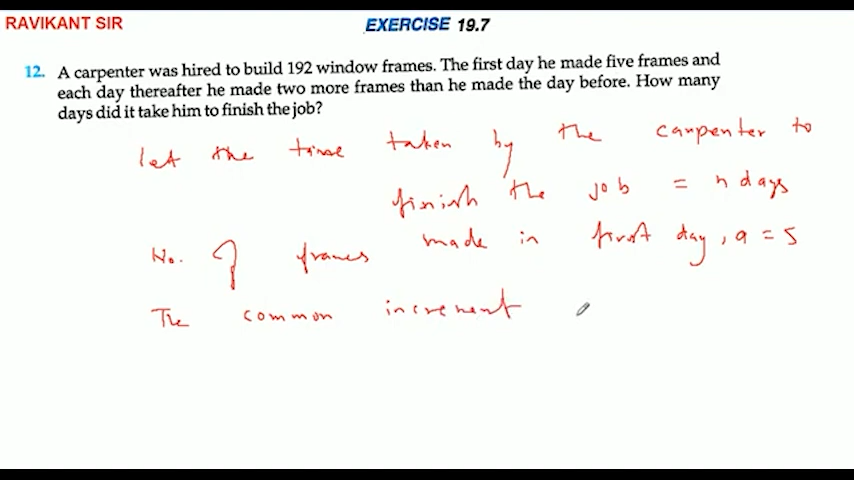 RAVIKANT SIR
EXERCISE 19.7
12. A carpenter was hired to build 192 window frames. The first day he made five frames and
each day thereafter he made two more frames than he made the day before. How many
days did it take him to finish the job?
let the time taken by the carpenter to
finish the job = n days
No. of frames made in first day, a = 5
The common increment